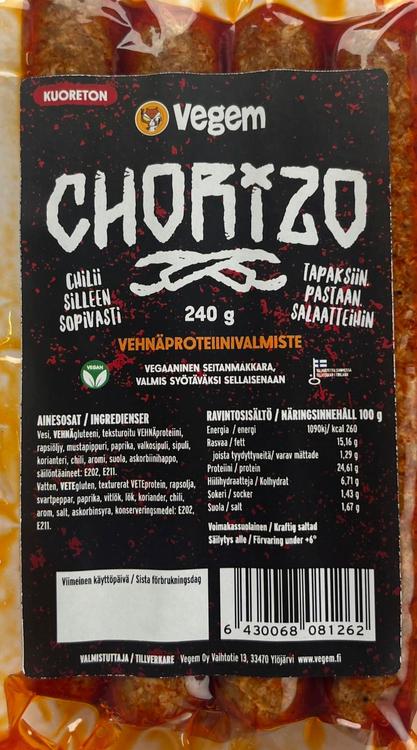 KUORETON
Vegem
CHORIZO
CHILII
SILLEEN
SOPIVASTI
TAPAKSIIN,
PASTAAN,
SALAATTEIHIN
240 g
VEHNÄPROTEIINIVALMISTE
VEGAN
VEGAANINEN SEITANMAKKARA,
VALMIS SYÖTÄVÄKSI SELLAISENAAN
AINESOSAT / INGREDIENSER
Vesi, VEHNÄgluteeni, teksturoitu VEHNÄproteiini,
rapsiöljy, mustapippuri, paprika, valkosipuli, sipuli,
korianteri, chili, aromi, suola, askorbiinihappo,
säilöntäaineet: E202, E211.
Vatten, VETEgluten, texturerat VETEprotein, rapsolja,
svartpeppar, paprika, vitlök, lök, koriander, chili,
arom, salt, askorbinsyra, konserveringsmedel: E202,
E211.
RAVINTOSISÄLTÖ / NÄRINGSINNEHÅLL 100 g
Energia / energi 1090kj/ kcal 260
Rasvaa / fett 15,16 g
joista tyydyttyneitä/ varav mättade 1,29 g
Proteiini / protein 24,61 g
Hiilihydraatteja / Kolhydrat 6,71 g
Sokeri / socker 1,43 g
Suola / salt 1,67 g
Voimakassuolainen / Kraftig saltad
Säilytys alle / Förvaring under +6°
Viimeinen käyttöpäivä / Sista förbrukningsdag
6 430068 081262
VALMISTUTTAJA / TILLVERKARE Vegem Oy Vaihtotie 13, 33470 Ylöjärvi www.vegem.fi